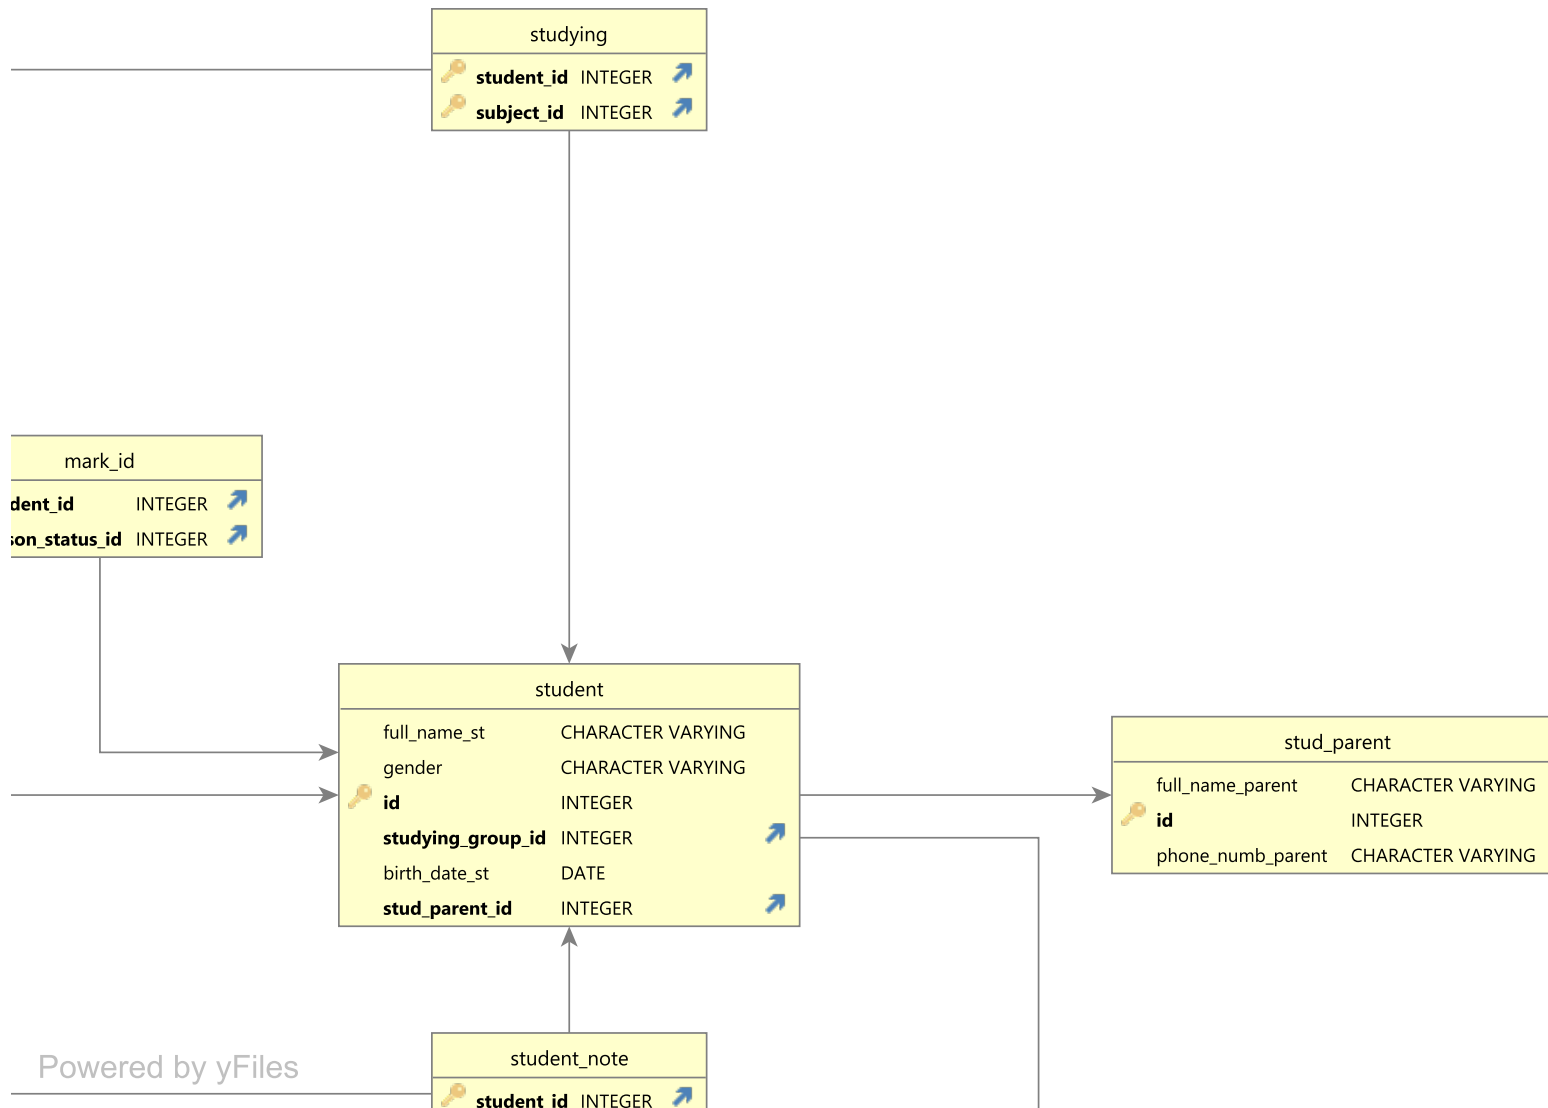 studying
student_id INTEGER
subject_id INTEGER
mark_id
dent_id INTEGER
son_status_id INTEGER
student
full_name_st CHARACTER VARYING
gender CHARACTER VARYING
id INTEGER
studying_group_id INTEGER
birth_date_st DATE
stud_parent_id INTEGER
stud_parent
full_name_parent CHARACTER VARYING
id INTEGER
phone_numb_parent CHARACTER VARYING
student_note
student_id INTEGER
Powered by yFiles